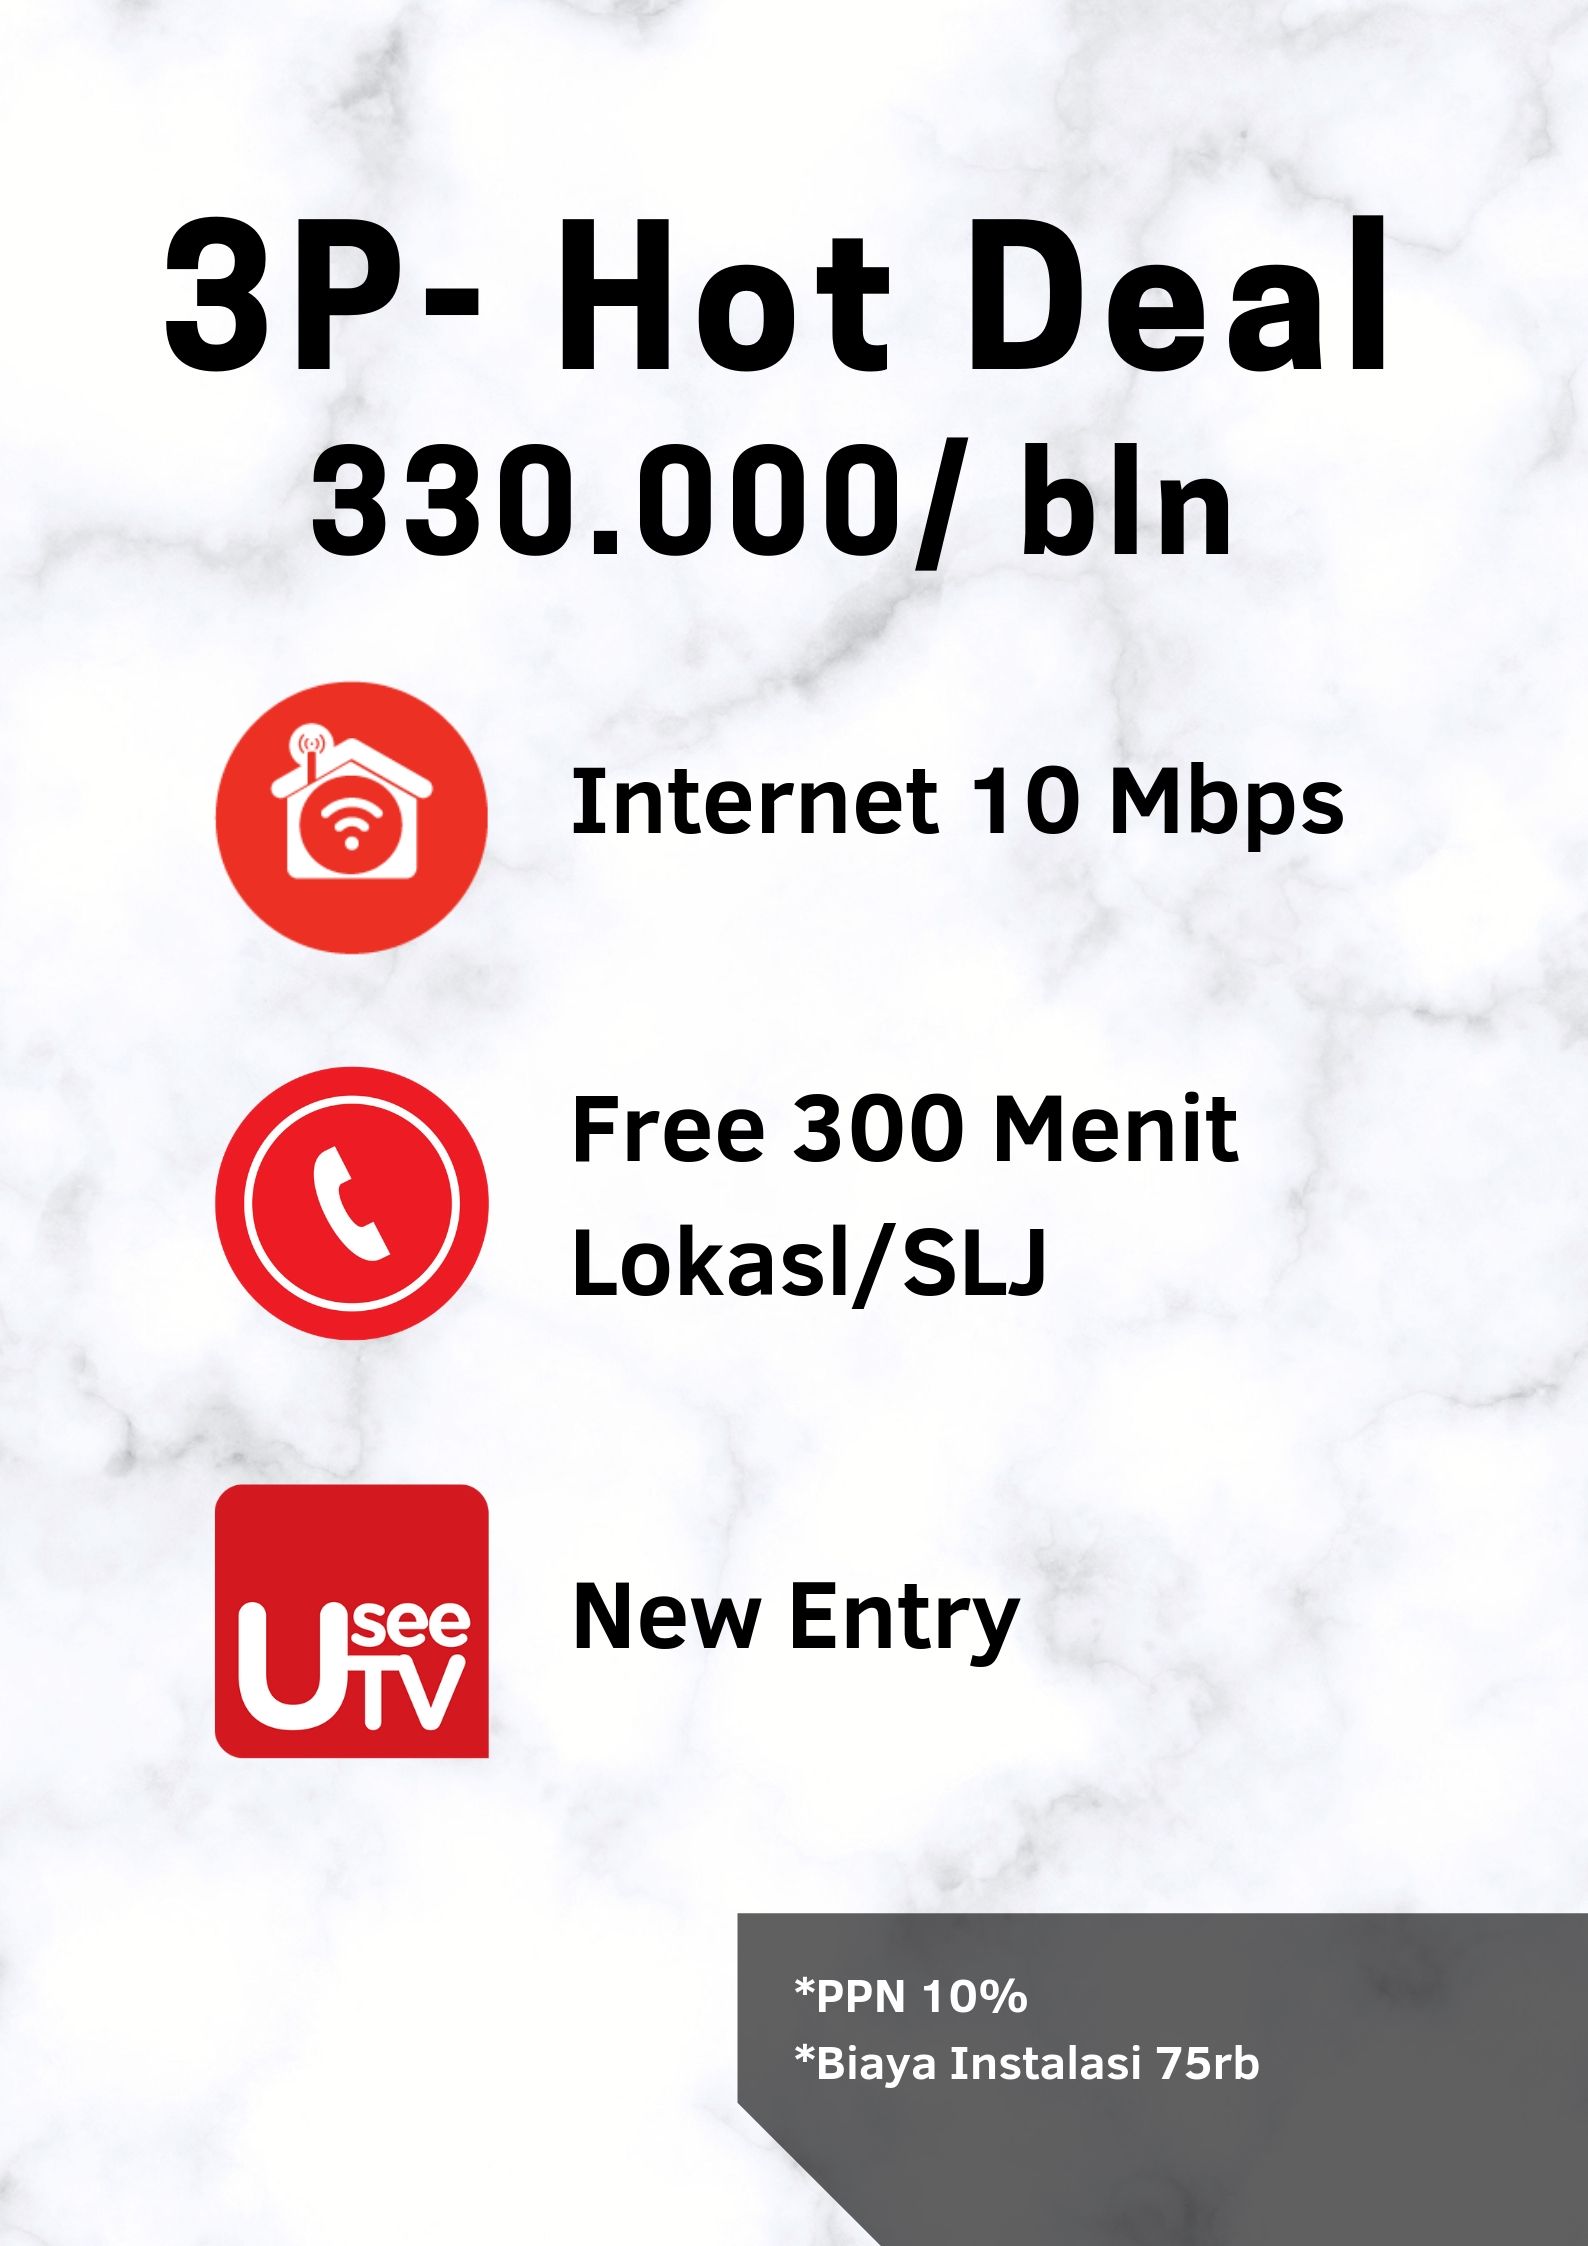 3P- Hot Deal
330.000/ bln
Internet 10 Mbps
Free 300 Menit
Lokasl/SLJ
Usee
TV
New Entry
*PPN 10%
*Biaya Instalasi 75rb